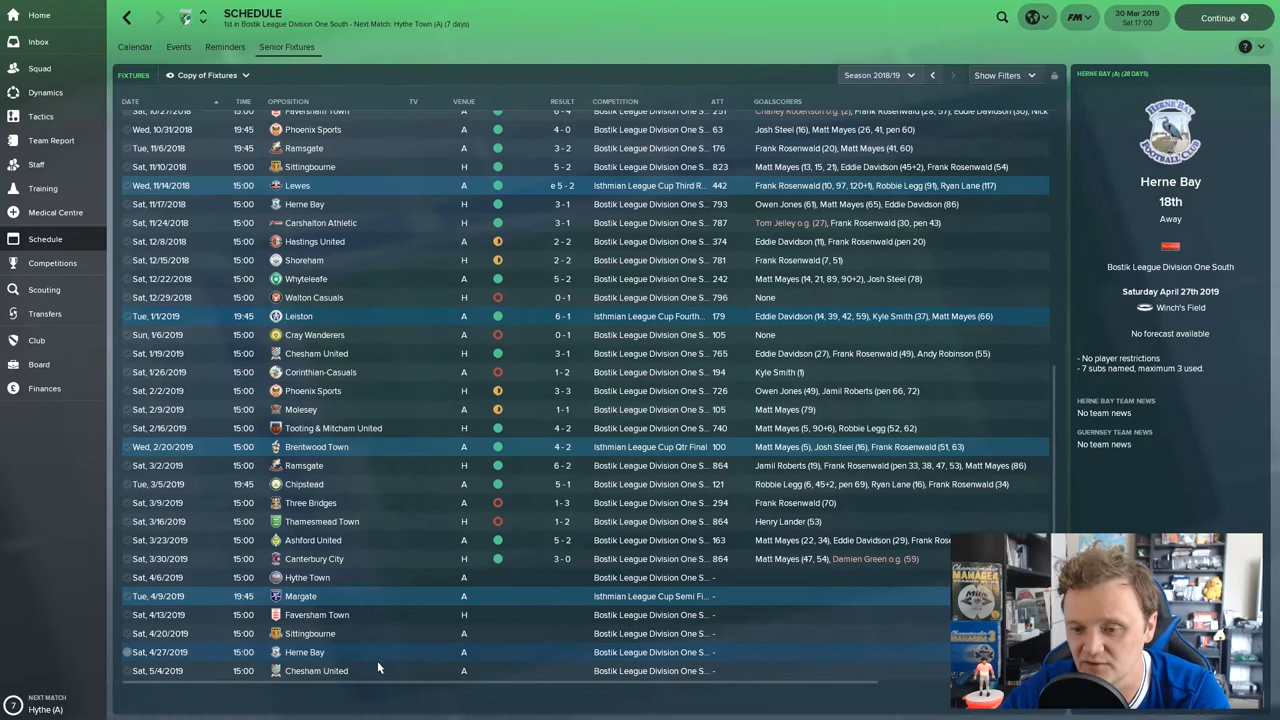 Home
SCHEDULE
1st in Bostik League Division One South - Next Match: Hythe Town (A) (7 days)
FM
30 Mar 2019
Sat 17:00
Continue
Inbox
Calendar
Events
Reminders
Senior Fixtures
?
Squad
FIXTURES
Copy of Fixtures
Season 2018/19
Show Filters
HERNE BAY (A) (28 DAYS)
Dynamics
DATE TIME OPPOSITION TV VENUE RESULT COMPETITION ATT GOALSCORERS
Sat, 10/27/2018 15:00 Faversham Town A 6 - 4 Bostik League Division One S... 251 Charley Robertson o.g. (2), Frank Rosenwald (28, 57), Eddie Davidson (30), Nick
Wed, 10/31/2018 19:45 Phoenix Sports A 4 - 0 Bostik League Division One S... 63 Josh Steel (16), Matt Mayes (26, 41, pen 60)
Tue, 11/6/2018 19:45 Ramsgate A 3 - 2 Bostik League Division One S... 176 Frank Rosenwald (20), Matt Mayes (41, 60)
Sat, 11/10/2018 15:00 Sittingbourne H 5 - 2 Bostik League Division One S... 823 Matt Mayes (13, 15, 21), Eddie Davidson (45+2), Frank Rosenwald (54)
Wed, 11/14/2018 15:00 Lewes A e 5 - 2 Isthmian League Cup Third R... 442 Frank Rosenwald (10, 97, 120+1), Robbie Legg (91), Ryan Lane (117)
Sat, 11/17/2018 15:00 Herne Bay H 3 - 1 Bostik League Division One S... 793 Owen Jones (61), Matt Mayes (65), Eddie Davidson (86)
Sat, 11/24/2018 15:00 Carshalton Athletic H 3 - 1 Bostik League Division One S... 787 Tom Jelley o.g. (27), Frank Rosenwald (30, pen 43)
Sat, 12/8/2018 15:00 Hastings United A 2 - 2 Bostik League Division One S... 374 Eddie Davidson (11), Frank Rosenwald (pen 20)
Sat, 12/15/2018 15:00 Shoreham H 2 - 2 Bostik League Division One S... 781 Frank Rosenwald (7, 51)
Sat, 12/22/2018 15:00 Whyteleafe A 5 - 2 Bostik League Division One S... 242 Matt Mayes (14, 21, 89, 90+2), Josh Steel (78)
Sat, 12/29/2018 15:00 Walton Casuals H 0 - 1 Bostik League Division One S... 796 None
Tue, 1/1/2019 19:45 Leiston A 6 - 1 Isthmian League Cup Fourth... 179 Eddie Davidson (14, 39, 42, 59), Kyle Smith (37), Matt Mayes (66)
Sun, 1/6/2019 15:00 Cray Wanderers A 0 - 1 Bostik League Division One S... 105 None
Sat, 1/19/2019 15:00 Chesham United H 3 - 1 Bostik League Division One S... 765 Eddie Davidson (27), Frank Rosenwald (49), Andy Robinson (55)
Sat, 1/26/2019 15:00 Corinthian-Casuals A 1 - 2 Bostik League Division One S... 194 Kyle Smith (1)
Sat, 2/2/2019 15:00 Phoenix Sports H 3 - 3 Bostik League Division One S... 726 Owen Jones (49), Jamil Roberts (pen 66, 72)
Sat, 2/9/2019 15:00 Molesey A 1 - 1 Bostik League Division One S... 105 Matt Mayes (79)
Sat, 2/16/2019 15:00 Tooting & Mitcham United H 4 - 2 Bostik League Division One S... 740 Matt Mayes (5, 90+6), Robbie Legg (52, 62)
Wed, 2/20/2019 15:00 Brentwood Town A 4 - 2 Isthmian League Cup Qtr Final 100 Matt Mayes (5), Josh Steel (16), Frank Rosenwald (51, 63)
Sat, 3/2/2019 15:00 Ramsgate H 6 - 2 Bostik League Division One S... 864 Jamil Roberts (19), Frank Rosenwald (pen 33, 38, 47, 53), Matt Mayes (86)
Tue, 3/5/2019 19:45 Chipstead A 5 - 1 Bostik League Division One S... 121 Robbie Legg (6, 45+2, pen 69), Ryan Lane (16), Frank Rosenwald (34)
Sat, 3/9/2019 15:00 Three Bridges A 1 - 3 Bostik League Division One S... 294 Frank Rosenwald (70)
Sat, 3/16/2019 15:00 Thamesmead Town H 1 - 2 Bostik League Division One S... 864 Henry Lander (53)
Sat, 3/23/2019 15:00 Ashford United A 5 - 2 Bostik League Division One S... 163 Matt Mayes (22, 34), Eddie Davidson (29), Frank Rose
Sat, 3/30/2019 15:00 Canterbury City H 3 - 0 Bostik League Division One S... 864 Matt Mayes (47, 54), Damien Green o.g. (59)
Sat, 4/6/2019 15:00 Hythe Town A Bostik League Division One S... -
Tue, 4/9/2019 19:45 Margate A Isthmian League Cup Semi Fi... -
Sat, 4/13/2019 15:00 Faversham Town H Bostik League Division One S... -
Sat, 4/20/2019 15:00 Sittingbourne A Bostik League Division One S... -
Sat, 4/27/2019 15:00 Herne Bay A Bostik League Division One S... -
Sat, 5/4/2019 15:00 Chesham United A Bostik League Division One S... -
Tactics
Team Report
Staff
Training
Medical Centre
Schedule
Competitions
Scouting
Transfers
Club
Board
Finances
?
NEXT MATCH
Hythe (A)
HERNE BAY
FOOTBALL CLUB
Herne Bay
18th
Away
Bostik League Division One South
Saturday April 27th 2019
Winch's Field
No forecast available
- No player restrictions
- 7 subs named, maximum 3 used.
HERNE BAY TEAM NEWS
No team news
GUERNSEY TEAM NEWS
No team news
MANAGER